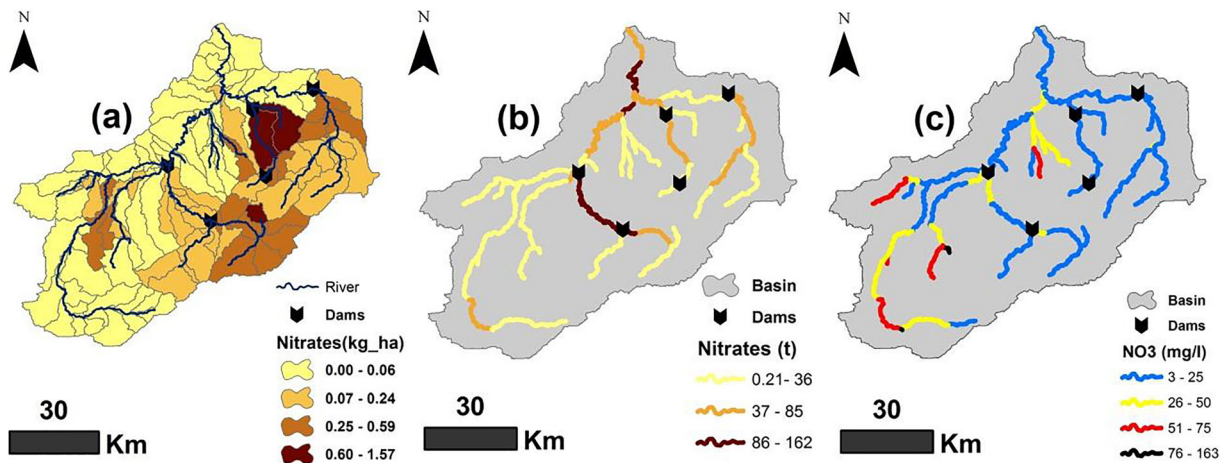 N
(a)
River
Dams
Nitrates(kg_ha)
0.00 - 0.06
0.07 - 0.24
0.25 - 0.59
0.60 - 1.57
30
Km
N
(b)
Basin
Dams
Nitrates (t)
0.21- 36
37 - 85
86 - 162
30
Km
N
(c)
Basin
Dams
NO3 (mg/l)
3 - 25
26 - 50
51 - 75
76 - 163
30
Km